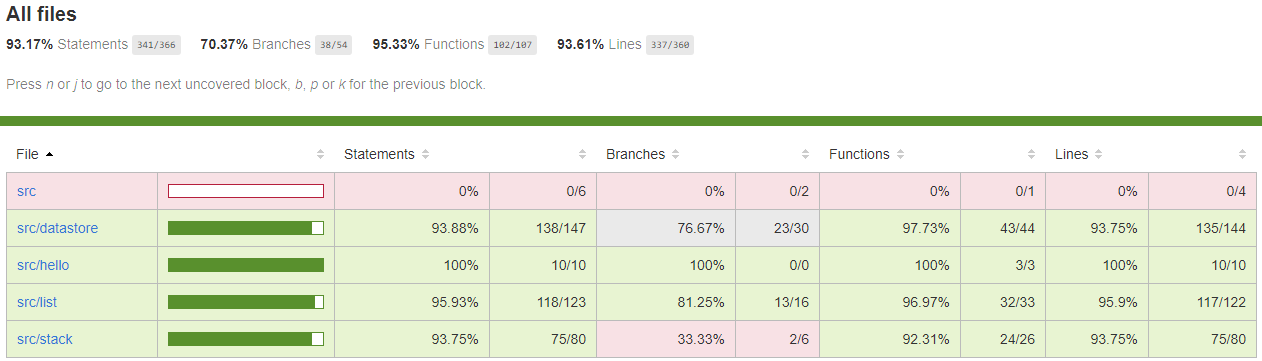 All files
93.17% Statements 341/366 70.37% Branches 38/54 95.33% Functions 102/107 93.61% Lines 337/360
Press n or j to go to the next uncovered block, b, p or k for the previous block.
File Statements Branches Functions Lines
src 0% 0/6 0% 0/2 0% 0/1 0% 0/4
src/datastore 93.88% 138/147 76.67% 23/30 97.73% 43/44 93.75% 135/144
src/hello 100% 10/10 100% 0/0 100% 3/3 100% 10/10
src/list 95.93% 118/123 81.25% 13/16 96.97% 32/33 95.9% 117/122
src/stack 93.75% 75/80 33.33% 2/6 92.31% 24/26 93.75% 75/80